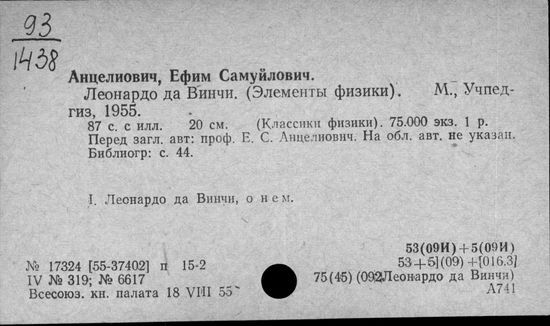 93
1438
Анцелиович, Ефим Самуйлович.
Леонардо да Винчи. (Элементы физики). М., Учпед-
гиз, 1955.
87 с. с илл. 20 см. (Классики физики). 75.000 экз. 1 р.
Перед загл. авт: проф. Е. С. Анцелиович. На обл. авт. не указан.
Библиогр: с. 44.
I. Леонардо да Винчи, о нем.
53(09И)+5(09И)
№ 17324 [55-37402] п 15-2 53+5](09)+[016.3]
IV № 319; № 6617 75(45)(092Леонардо да Винчи)
Всесоюз. кн. палата 18 VIII 55 А741